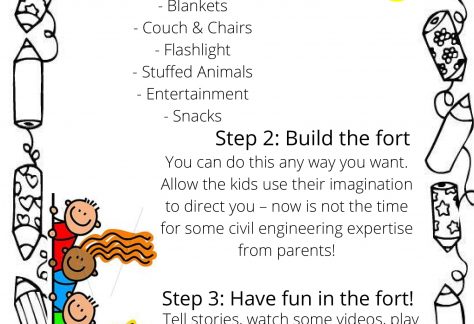 - Blankets
- Couch & Chairs
- Flashlight
- Stuffed Animals
- Entertainment
- Snacks
Step 2: Build the fort
You can do this any way you want.
Allow the kids use their imagination
to direct you – now is not the time
for some civil engineering expertise
from parents!
Step 3: Have fun in the fort!
Tell stories, watch some videos, play